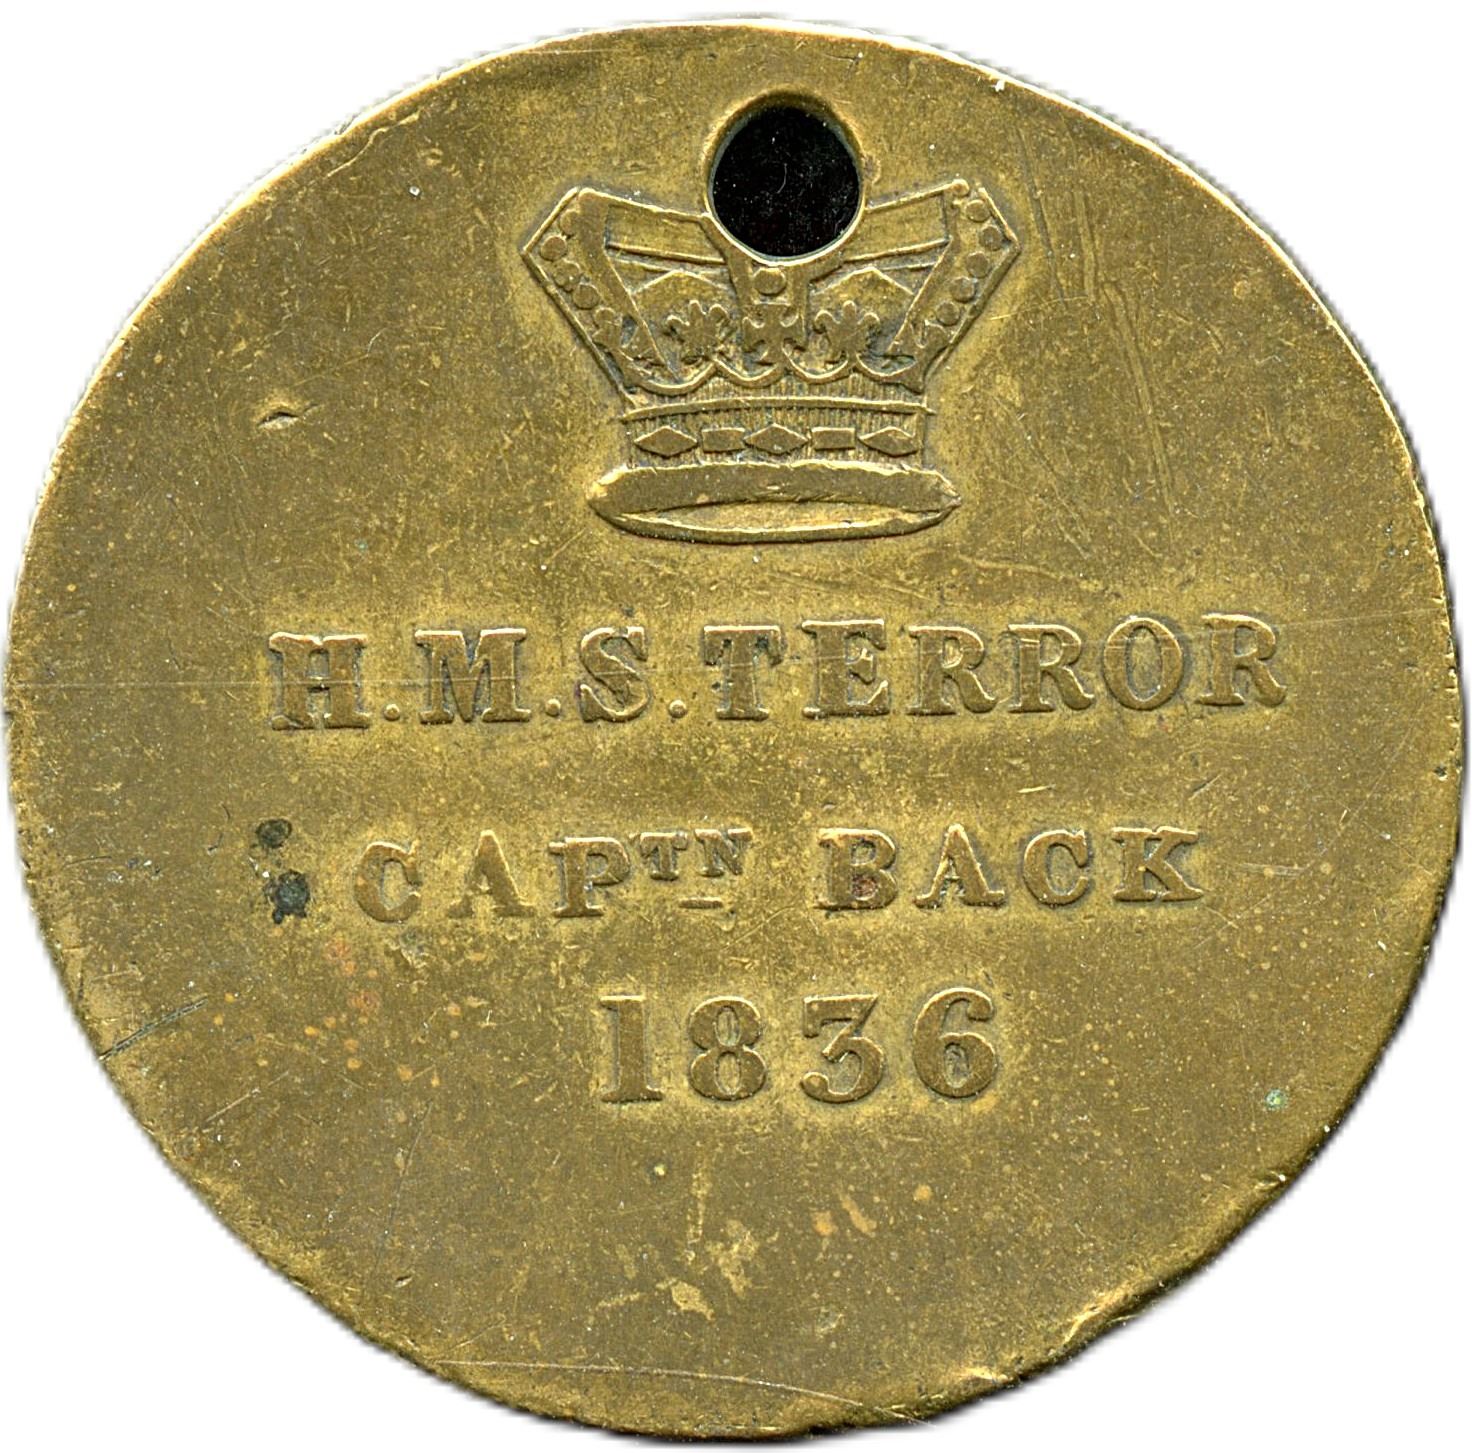 H.M.S. TERROR
CAPTN BACK
1836